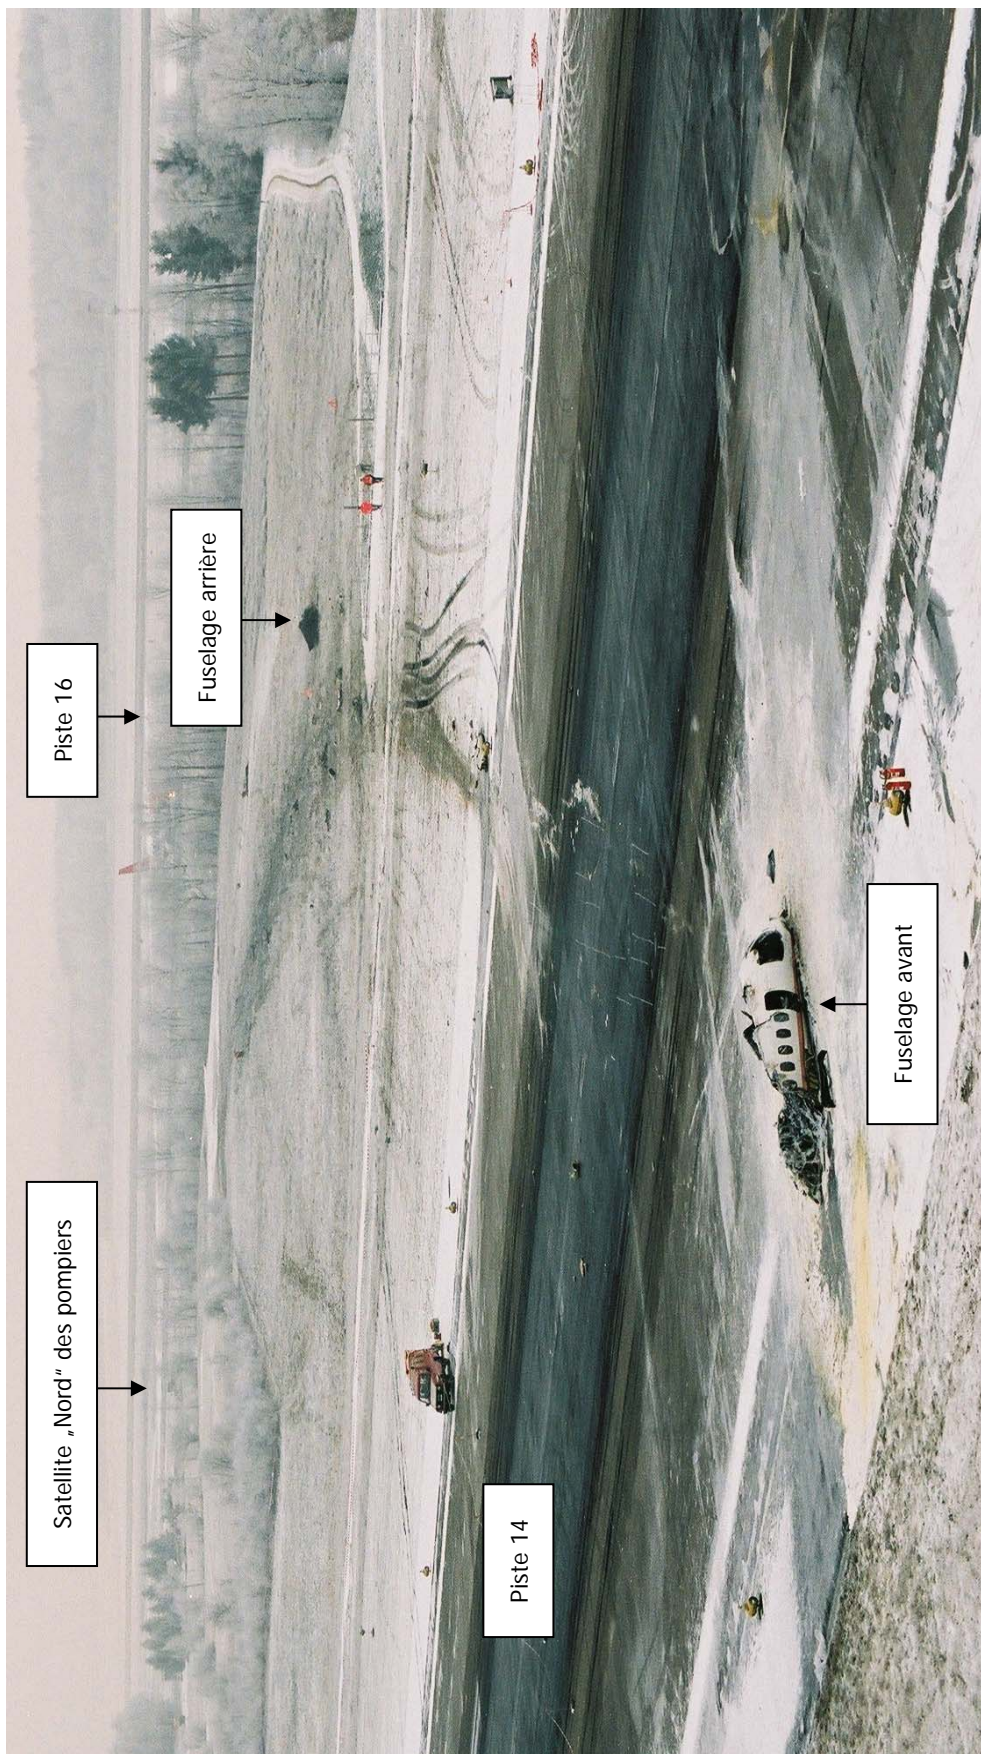 Satellite „Nord“ des pompiers
Piste 16
Fuselage arrière
Piste 14
Fuselage avant